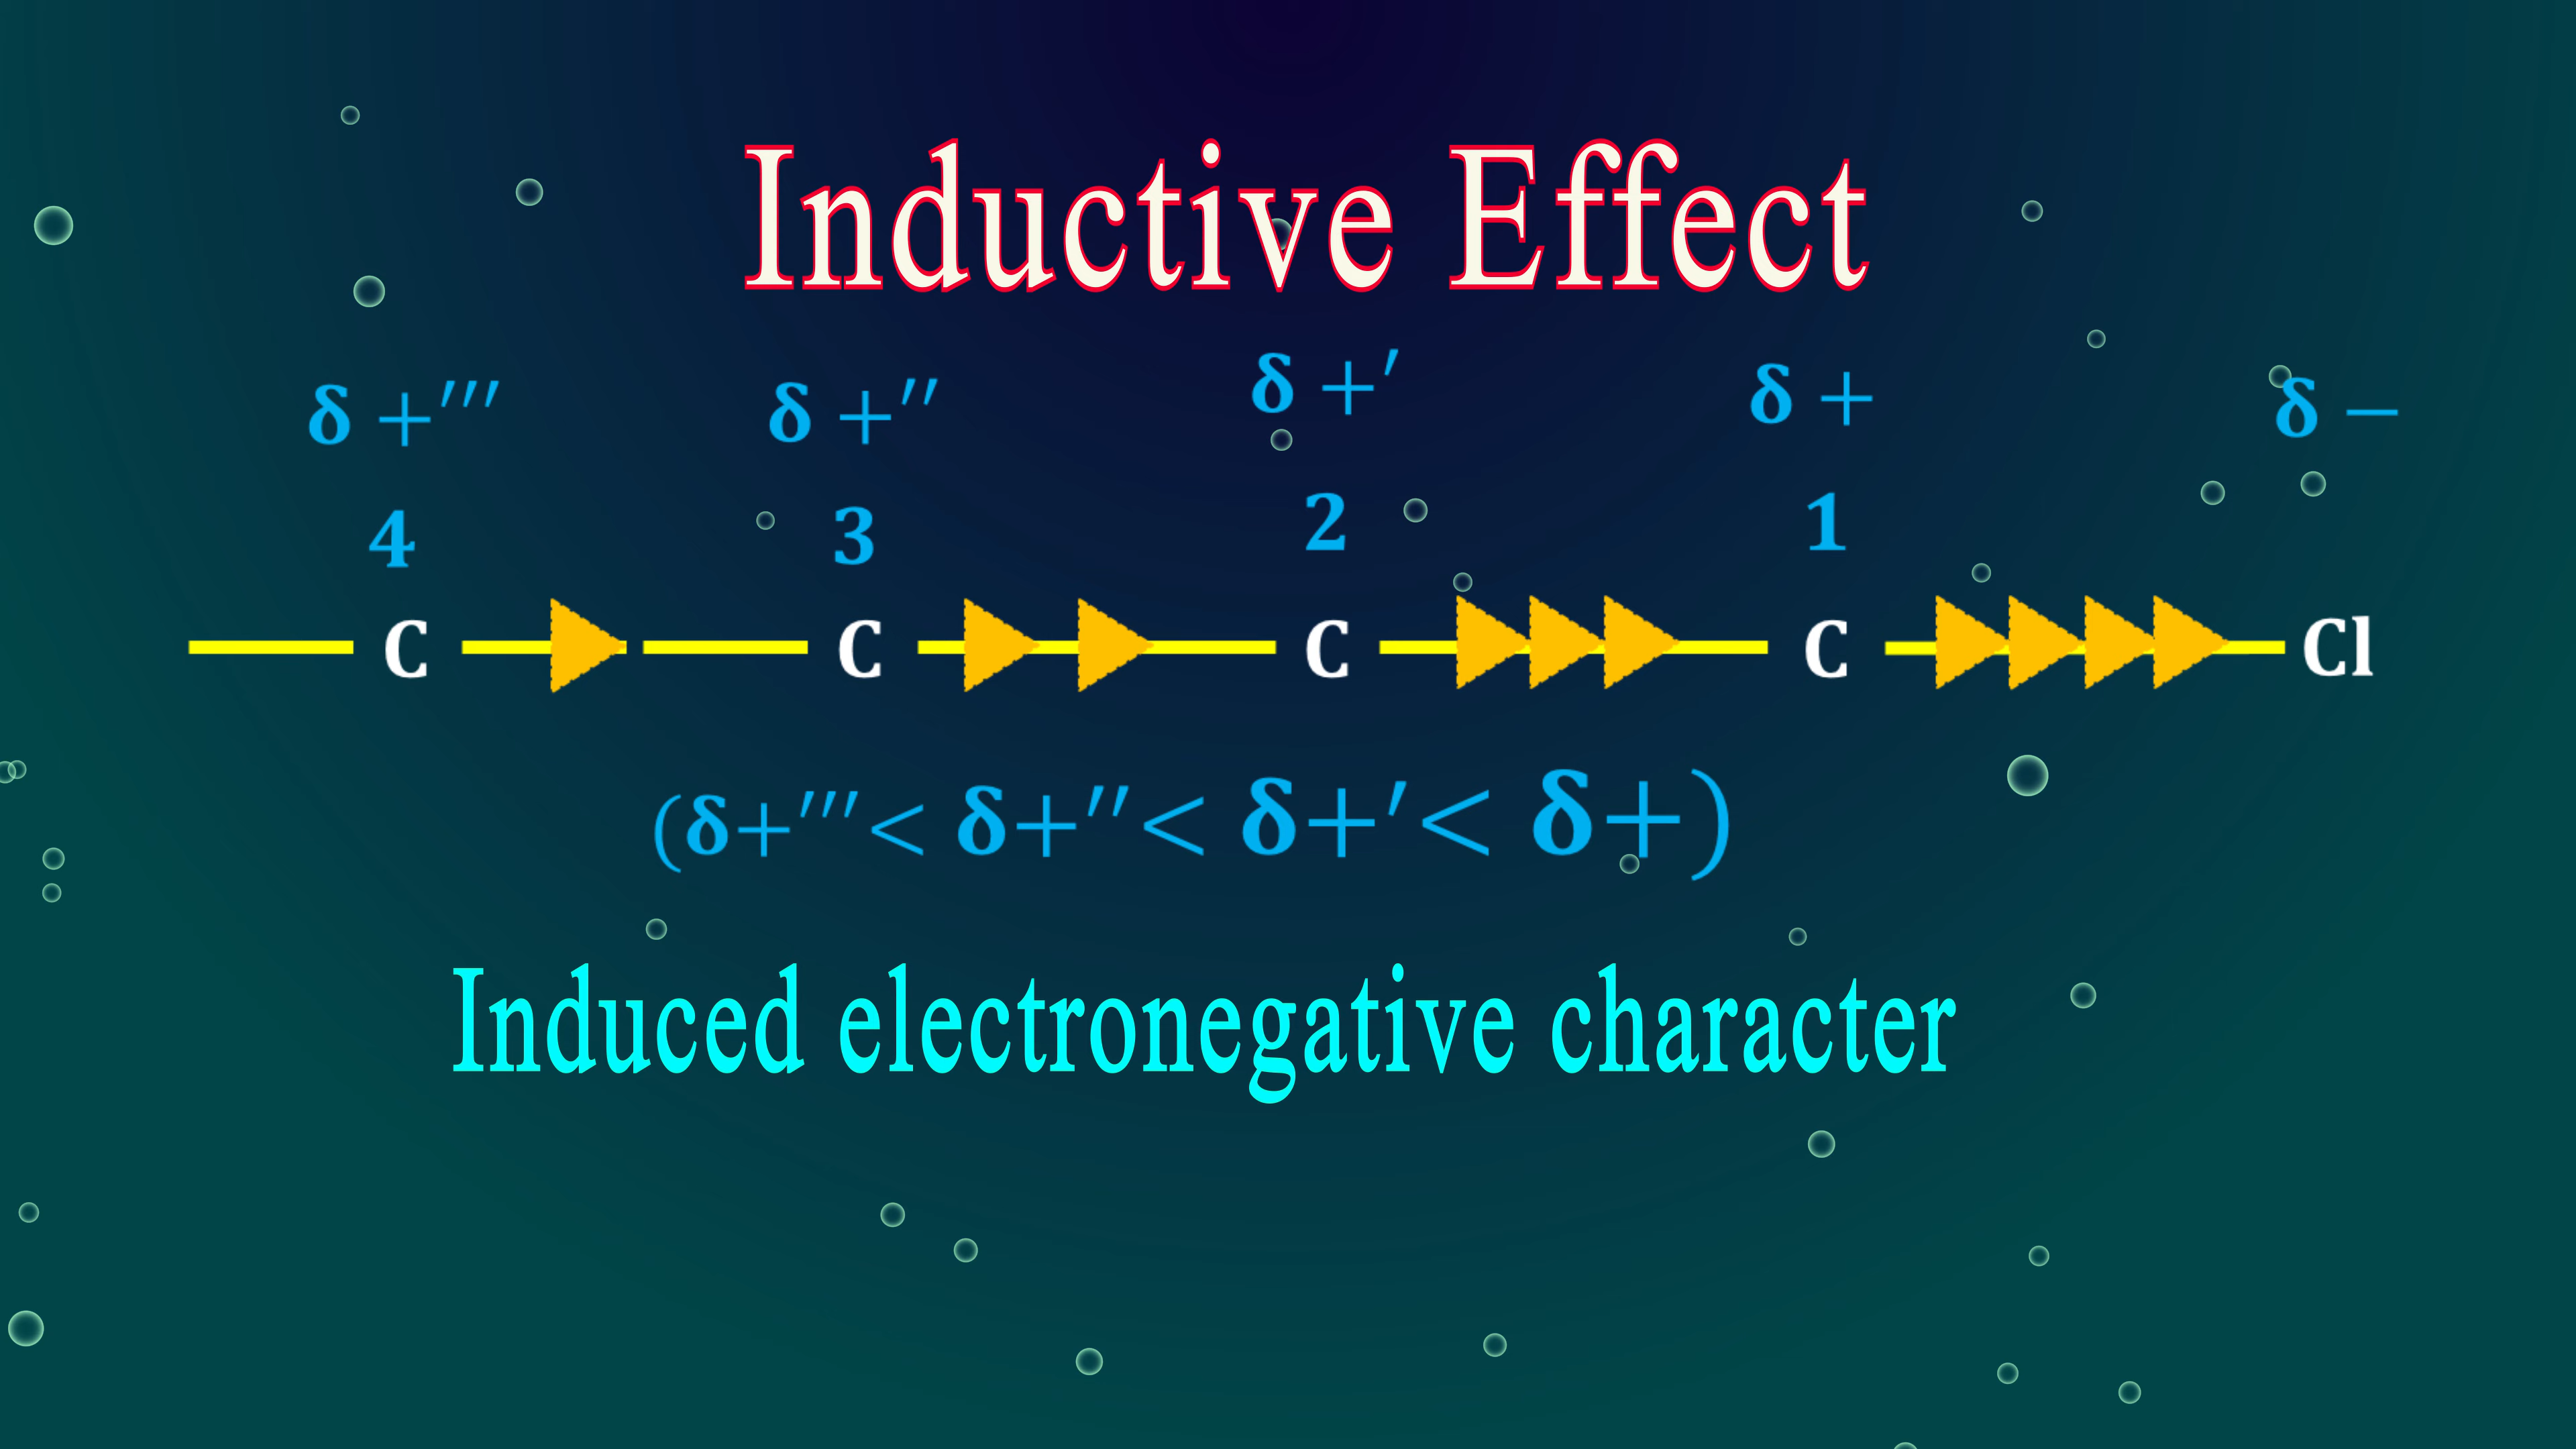 Inductive Effect
δ +′′′ δ +′′ δ +′ δ + δ −
4 3 2 1
C C C C Cl
(δ+′′′< δ+′′< δ+′< δ+)
Induced electronegative character